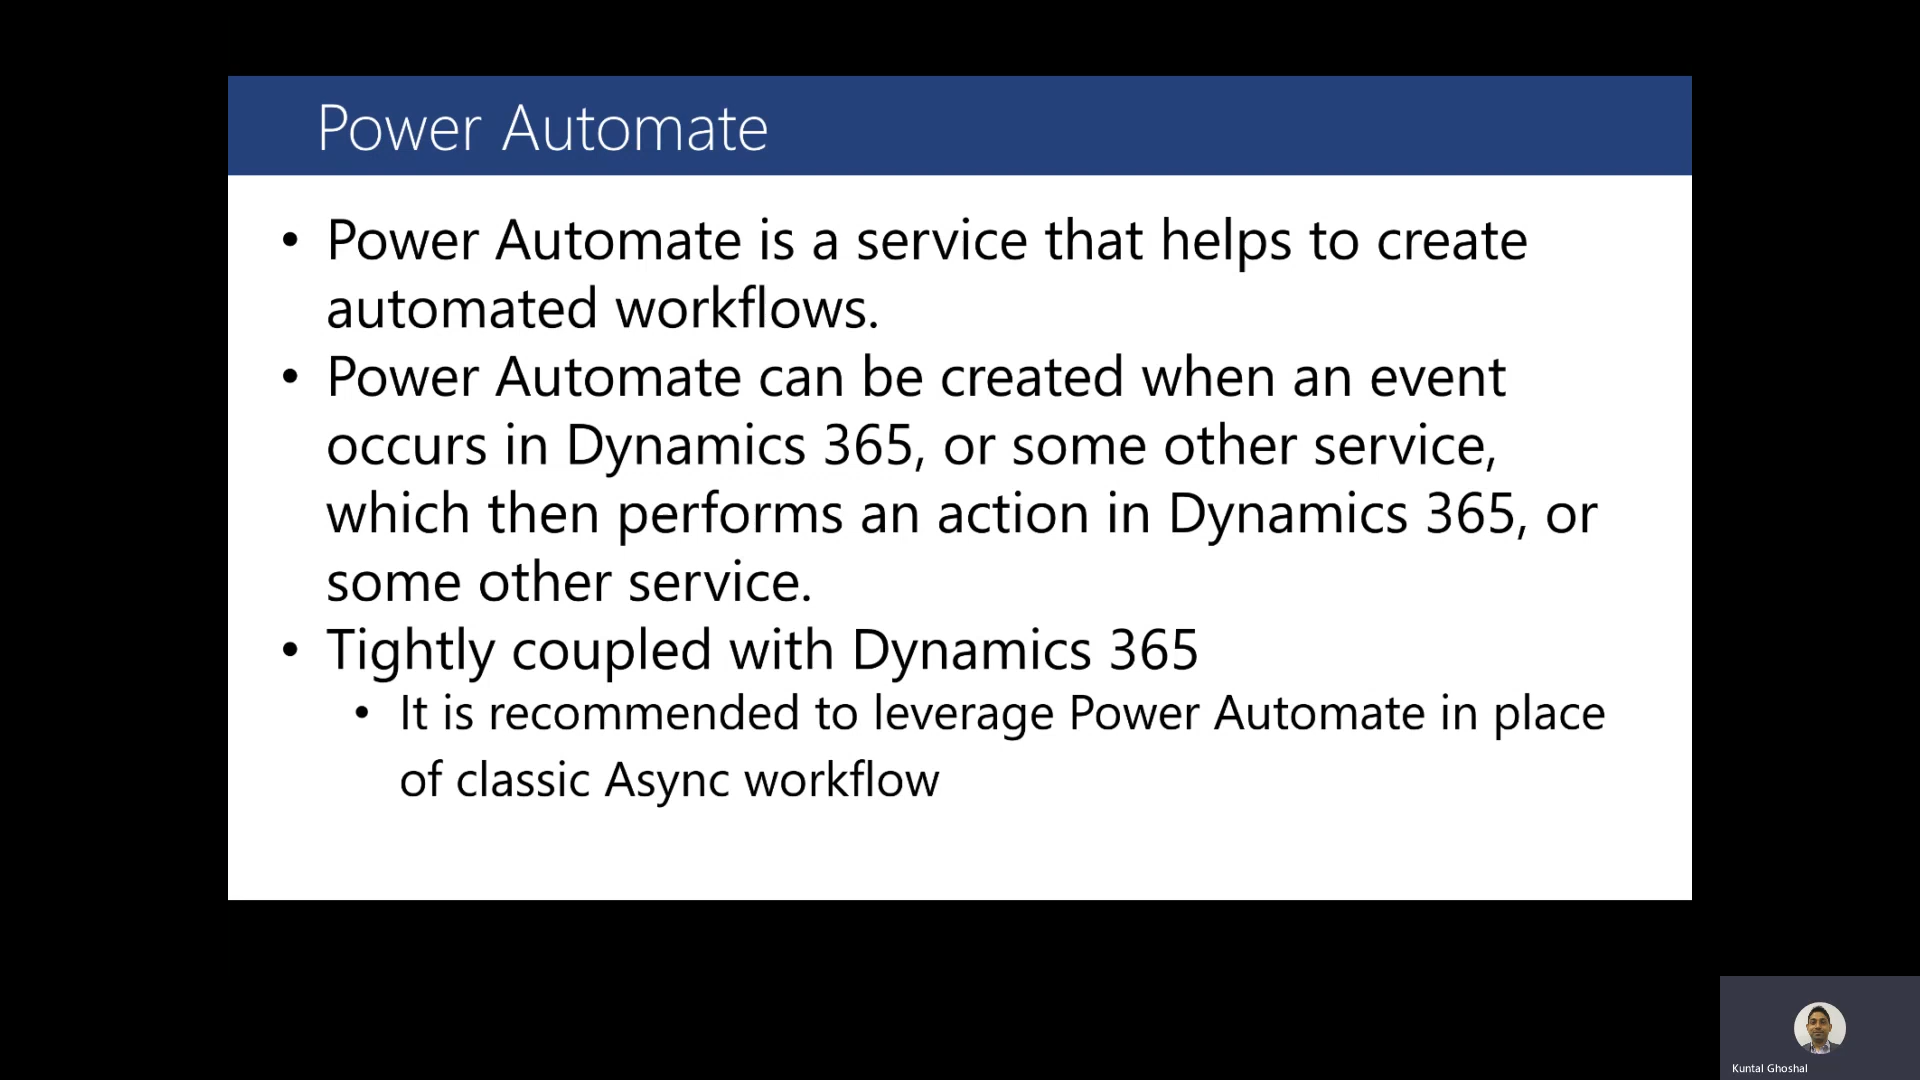 Power Automate
• Power Automate is a service that helps to create
automated workflows.
• Power Automate can be created when an event
occurs in Dynamics 365, or some other service,
which then performs an action in Dynamics 365, or
some other service.
• Tightly coupled with Dynamics 365
• It is recommended to leverage Power Automate in place
of classic Async workflow
Kuntal Ghoshal